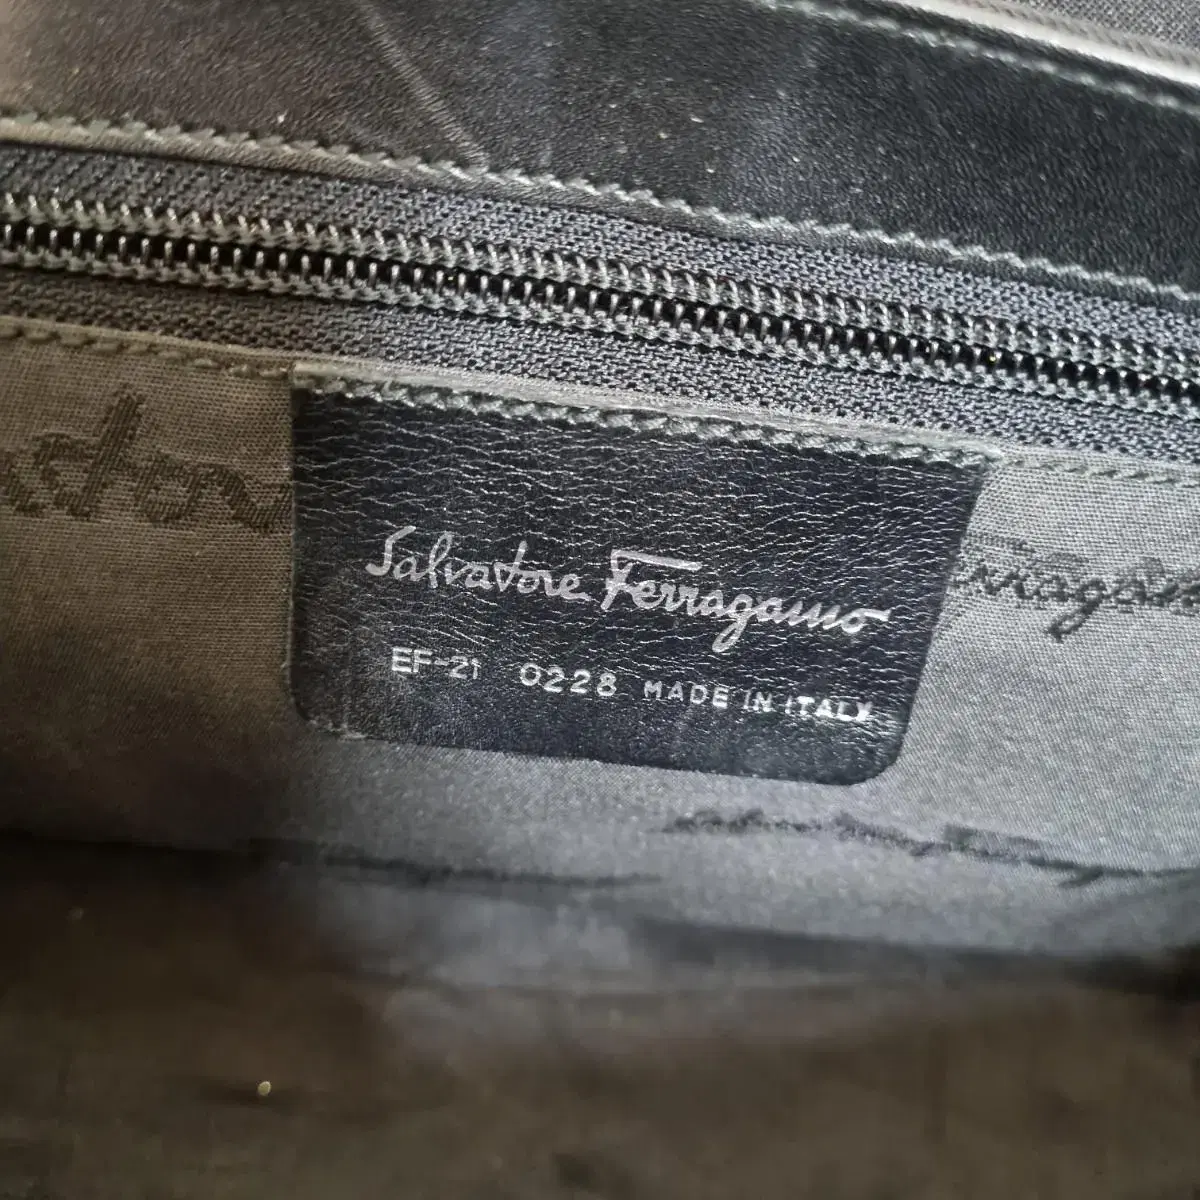 Salvatore Ferragamo
EF-21 0228 MADE IN ITALY